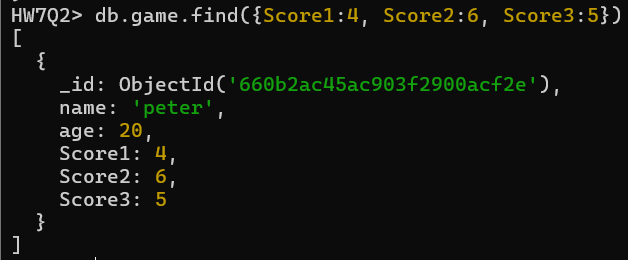 HW7Q2> db.game.find({Score1:4, Score2:6, Score3:5})
[
  {
    _id: ObjectId('660b2ac45ac903f2900acf2e'),
    name: 'peter',
    age: 20,
    Score1: 4,
    Score2: 6,
    Score3: 5
  }
]